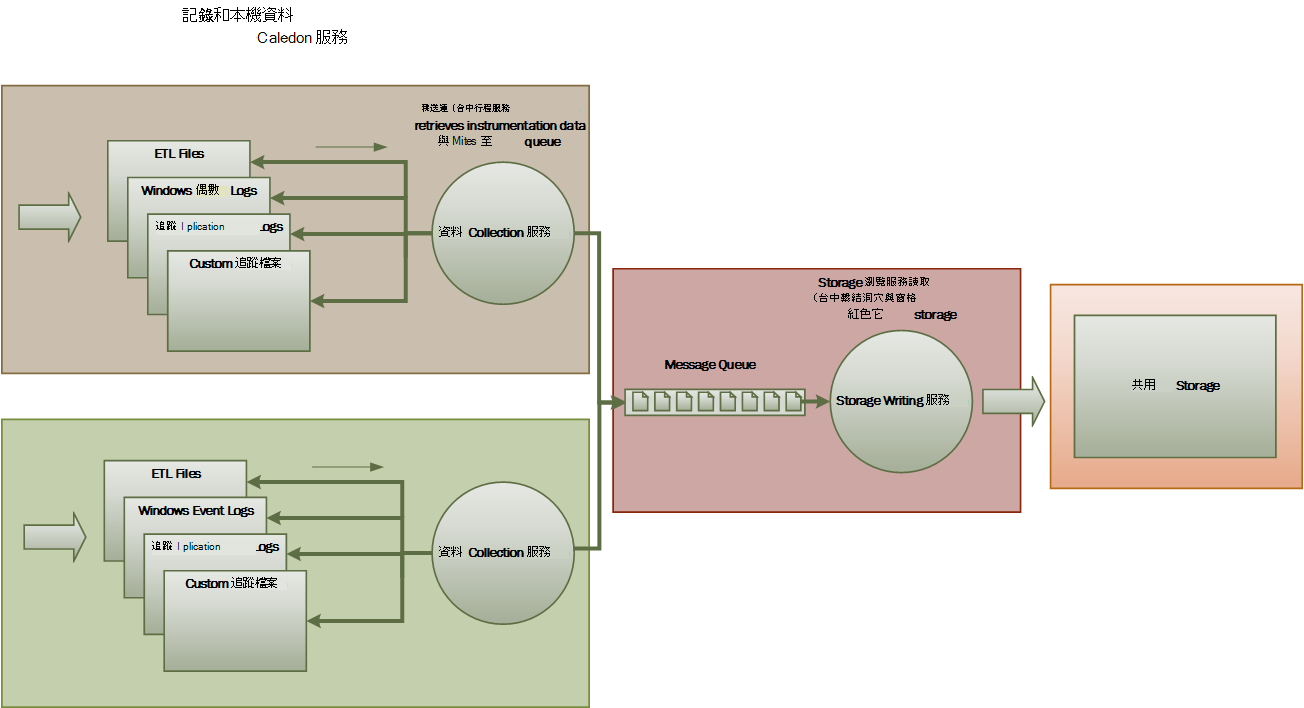 記錄和本機資料
Caledon 服務
稱送連（台中行程服務
retrieves instrumentation data
與 Mites 至 queue
ETL Files
Windows 偶數 Logs
追蹤 l plication .ogs
Custom 追蹤檔案
資料 Collection 服務
Storage 瀏覽服務讀取
（台中繫結洞穴與窗格
紅色它 storage
Message Queue
Storage Writing 服務
共用 Storage
ETL Files
Windows Event Logs
追蹤 l plication .ogs
Custom 追蹤檔案
資料 Collection 服務